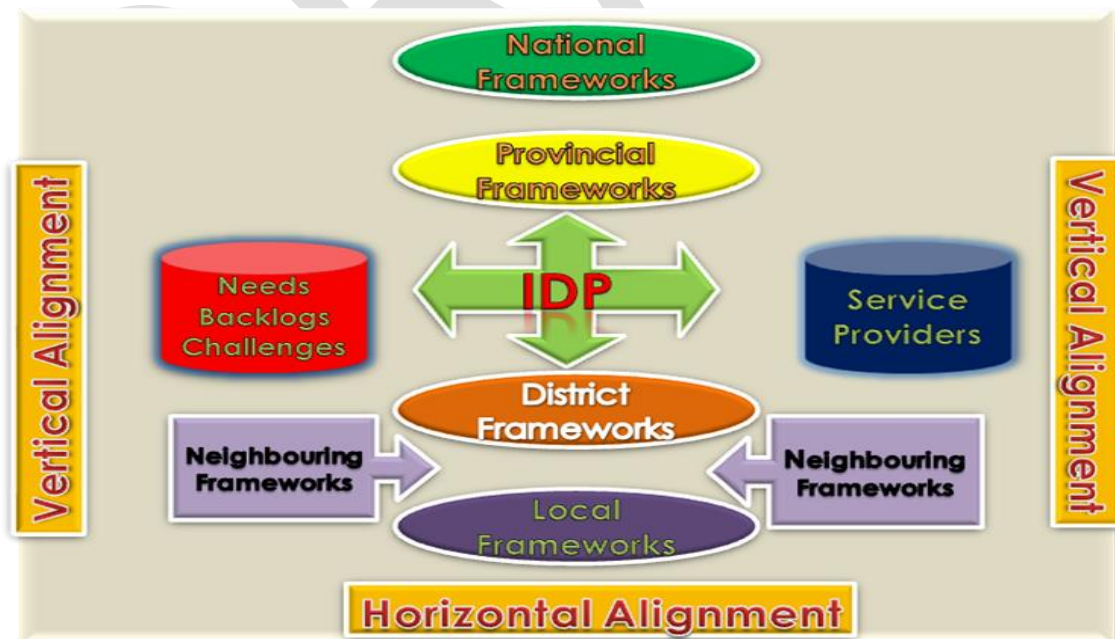 National
Frameworks
Provincial
Frameworks
Vertical Alignment
Needs
Backlogs
Challenges
IDP
Service
Providers
Vertical Alignment
District
Frameworks
Neighbouring
Frameworks
Neighbouring
Frameworks
Local
Frameworks
Horizontal Alignment